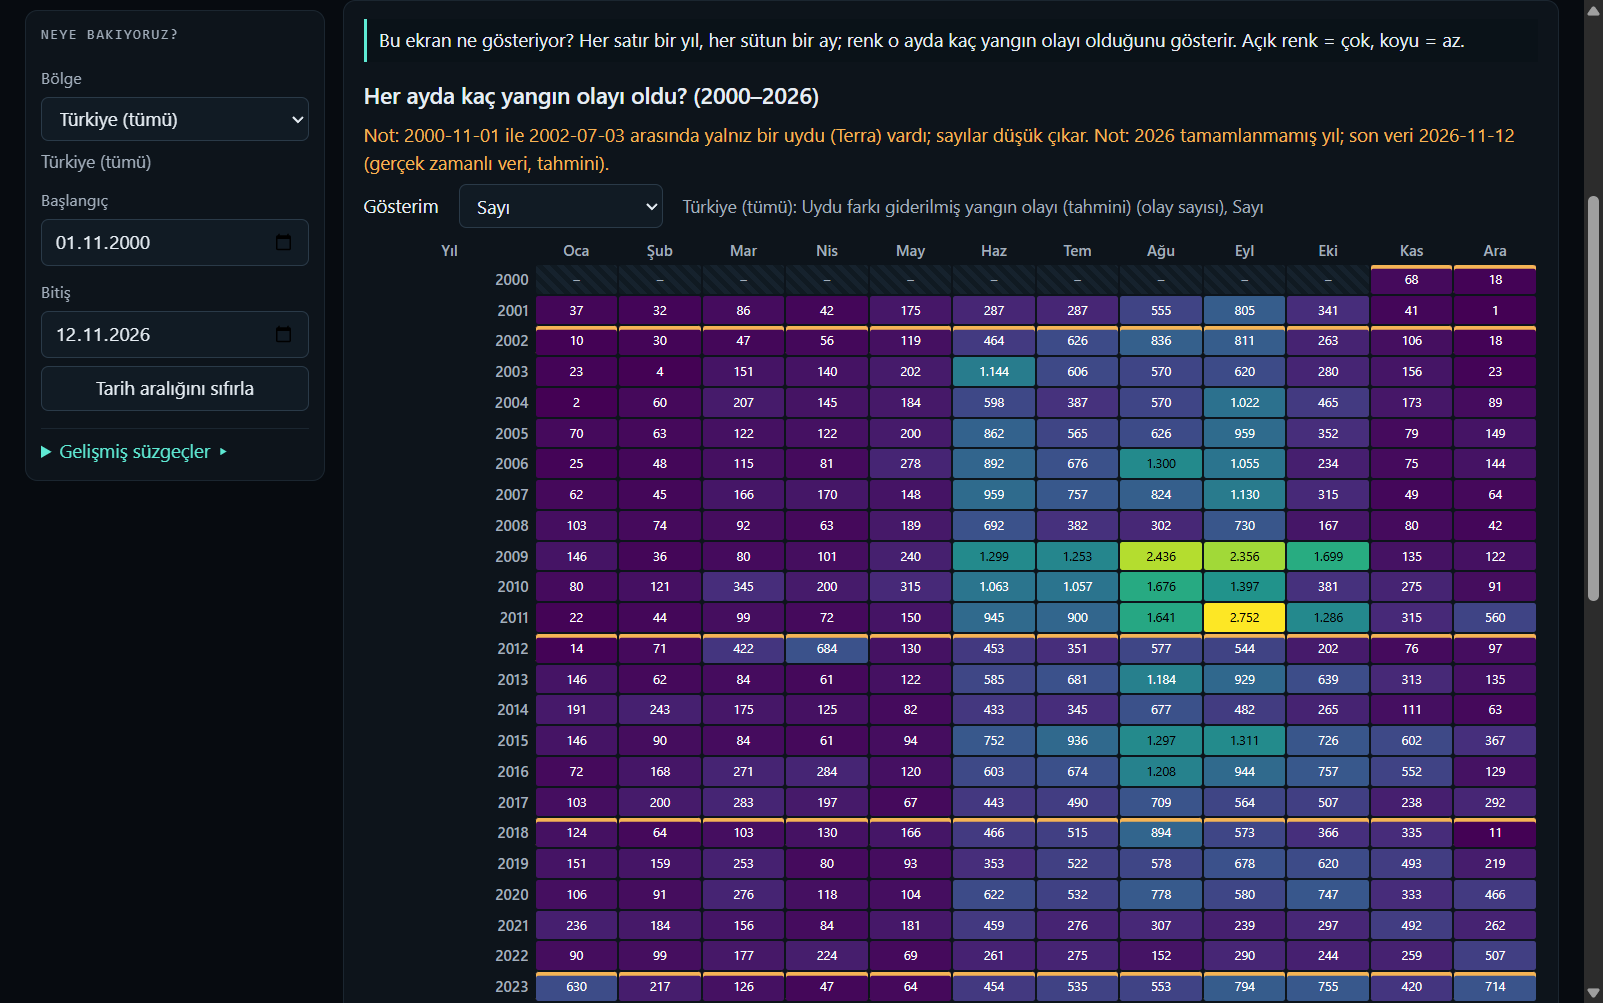 NEYE BAKIYORUZ?
Bölge
Türkiye (tümü)
Türkiye (tümü)
Başlangıç
01.11.2000
Bitiş
12.11.2026
Tarih aralığını sıfırla
Gelişmiş süzgeçler
Bu ekran ne gösteriyor? Her satır bir yıl, her sütun bir ay; renk o ayda kaç yangın olayı olduğunu gösterir. Açık renk = çok, koyu = az.
Her ayda kaç yangın olayı oldu? (2000–2026)
Not: 2000-11-01 ile 2002-07-03 arasında yalnız bir uydu (Terra) vardı; sayılar düşük çıkar. Not: 2026 tamamlanmamış yıl; son veri 2026-11-12
(gerçek zamanlı veri, tahmini).
Gösterim Sayı Türkiye (tümü): Uydu farkı giderilmiş yangın olayı (tahmini) (olay sayısı), Sayı
Yıl Oca Şub Mar Nis May Haz Tem Ağu Eyl Eki Kas Ara
2000 – – – – – – – – – – 68 18
2001 37 32 86 42 175 287 287 555 805 341 41 1
2002 10 30 47 56 119 464 626 836 811 263 106 18
2003 23 4 151 140 202 1.144 606 570 620 280 156 23
2004 2 60 207 145 184 598 387 570 1.022 465 173 89
2005 70 63 122 122 200 862 565 626 959 352 79 149
2006 25 48 115 81 278 892 676 1.300 1.055 234 75 144
2007 62 45 166 170 148 959 757 824 1.130 315 49 64
2008 103 74 92 63 189 692 382 302 730 167 80 42
2009 146 36 80 101 240 1.299 1.253 2.436 2.356 1.699 135 122
2010 80 121 345 200 315 1.063 1.057 1.676 1.397 381 275 91
2011 22 44 99 72 150 945 900 1.641 2.752 1.286 315 560
2012 14 71 422 684 130 453 351 577 544 202 76 97
2013 146 62 84 61 122 585 681 1.184 929 639 313 135
2014 191 243 175 125 82 433 345 677 482 265 111 63
2015 146 90 84 61 94 752 936 1.297 1.311 726 602 367
2016 72 168 271 284 120 603 674 1.208 944 757 552 129
2017 103 200 283 197 67 443 490 709 564 507 238 292
2018 124 64 103 130 166 466 515 894 573 366 335 11
2019 151 159 253 80 93 353 522 578 678 620 493 219
2020 106 91 276 118 104 622 532 778 580 747 333 466
2021 236 184 156 84 181 459 276 307 239 297 492 262
2022 90 99 177 224 69 261 275 152 290 244 259 507
2023 630 217 126 47 64 454 535 553 794 755 420 714